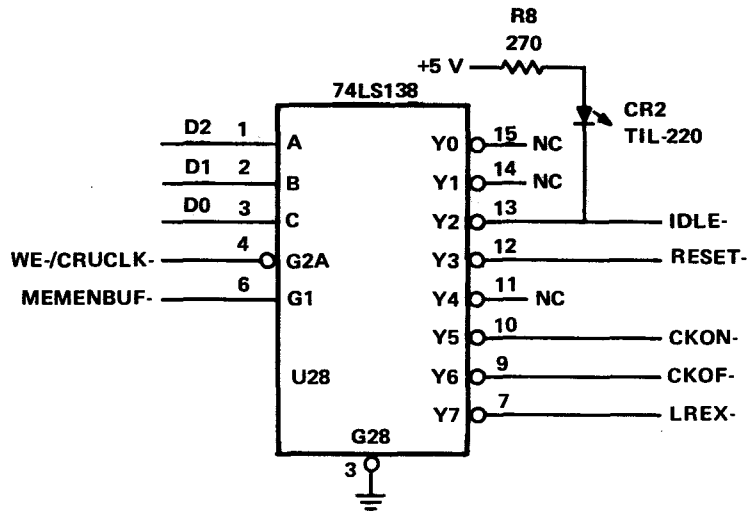 R8
270
+5 V
74LS138
CR2
TIL-220
D2 1 A Y0 15 NC
D1 2 B Y1 14 NC
D0 3 C Y2 13 IDLE-
WE-/CRUCLK- 4 G2A Y3 12 RESET-
MEMENBUF- 6 G1 Y4 11 NC
Y5 10 CKON-
U28 Y6 9 CKOF-
Y7 7 LREX-
G28
3